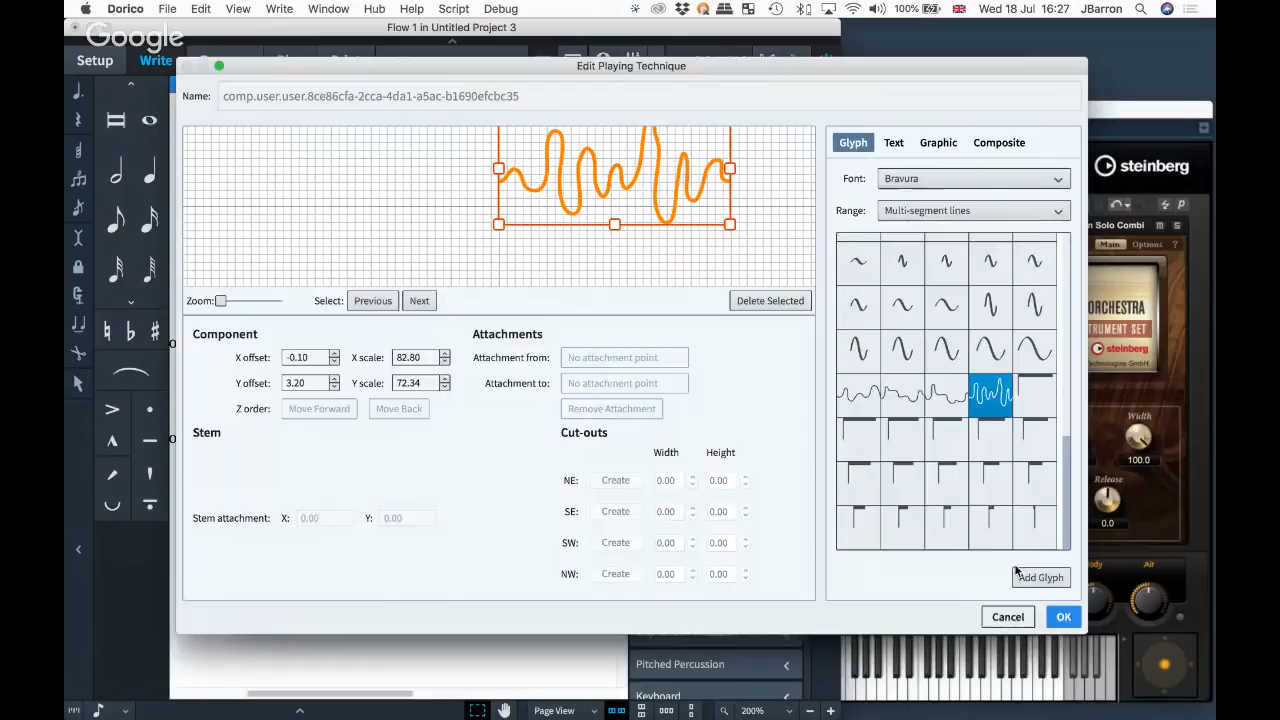 Dorico File Edit View Write Window Hub Help Script Debug 100% Wed 18 Jul 16:27 JBarron
Flow 1 in Untitled Project 3
Google
Setup Write
Edit Playing Technique
Name: comp.user.user.8ce86cfa-2cca-4da1-a5ac-b1690efcbc35
Glyph Text Graphic Composite
Font: Bravura
Range: Multi-segment lines
steinberg
n Solo Combi M S
Main Options ?
ORCHESTRA
TRUMENT SET
steinberg
Technologies GmbH
Zoom: Select: Previous Next Delete Selected
Component Attachments
X offset: -0.10 X scale: 82.80 Attachment from: No attachment point
Y offset: 3.20 Y scale: 72.34 Attachment to: No attachment point
Z order: Move Forward Move Back Remove Attachment
Stem Cut-outs
Width Height
NE: Create 0.00 0.00
SE: Create 0.00 0.00
Stem attachment: X: 0.00 Y: 0.00
SW: Create 0.00 0.00
NW: Create 0.00 0.00
Width
100.0
Release
0.0
Add Glyph
ody Air
Cancel OK
Pitched Percussion
Keyboard
Page View 200%